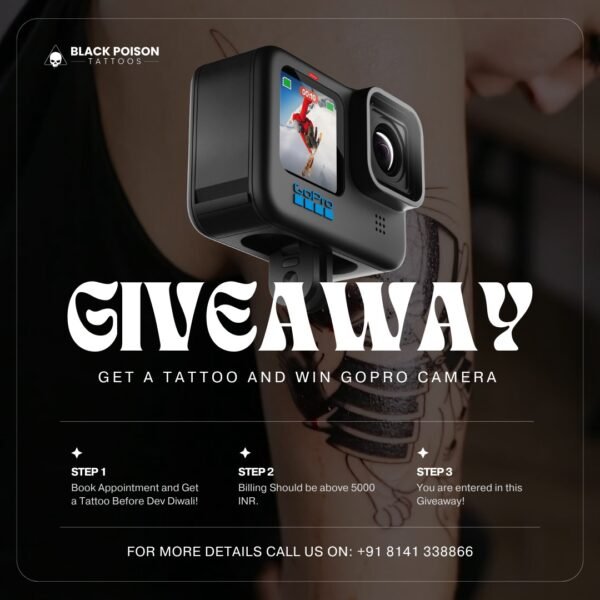 BLACK POISON
TATTOOS
00:10
GoPro
GIVEAWAY
GET A TATTOO AND WIN GOPRO CAMERA
STEP 1
Book Appointment and Get
a Tattoo Before Dev Diwali!
STEP 2
Billing Should be above 5000
INR.
STEP 3
You are entered in this
Giveaway!
FOR MORE DETAILS CALL US ON: +91 8141 338866